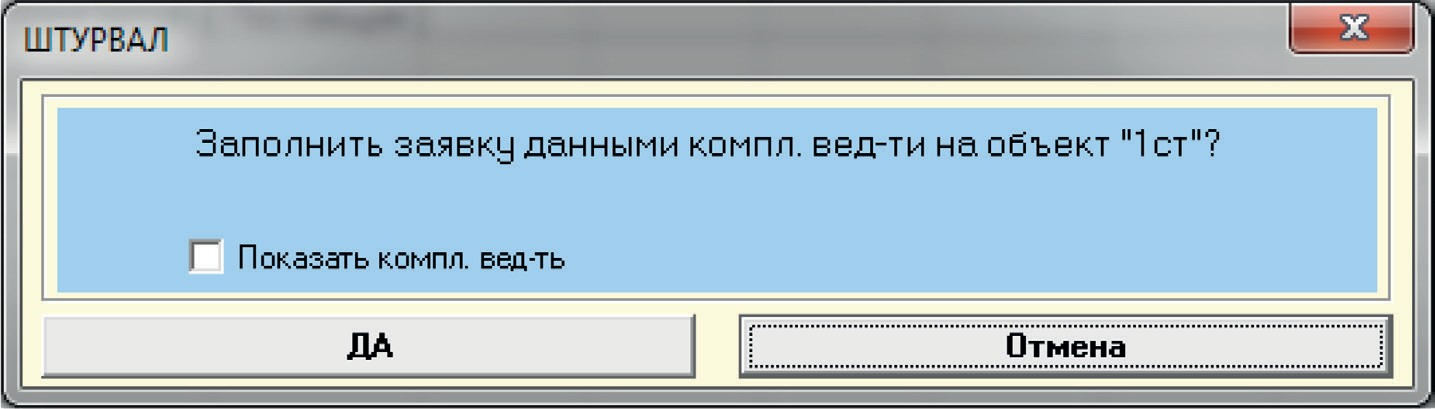 ШТУРВАЛ
Заполнить заявку данными компл. вед-ти на объект "1ст"?
Показать компл. вед-ть
ДА
Отмена